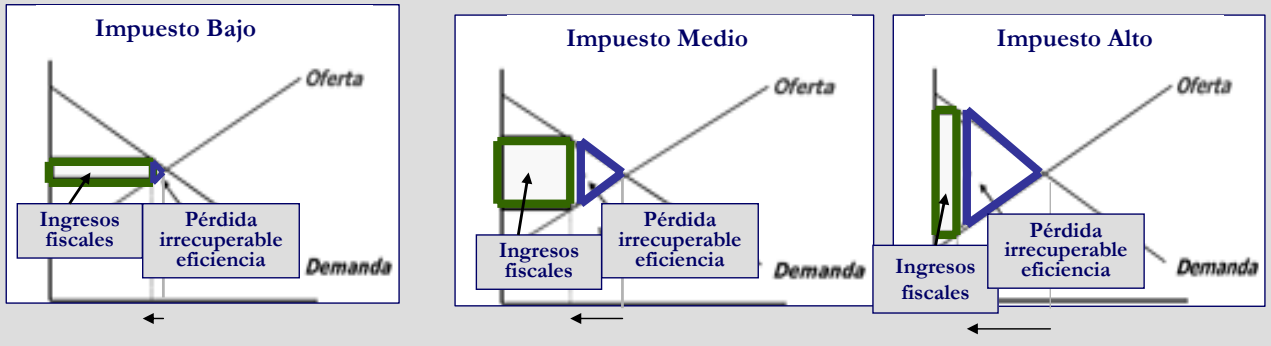 Impuesto Bajo
Oferta
Ingresos
fiscales
Pérdida
irrecuperable
eficiencia
Demanda
Impuesto Medio
Oferta
Ingresos
fiscales
Pérdida
irrecuperable
eficiencia
Demanda
Impuesto Alto
Oferta
Ingresos
fiscales
Pérdida
irrecuperable
eficiencia
Demanda